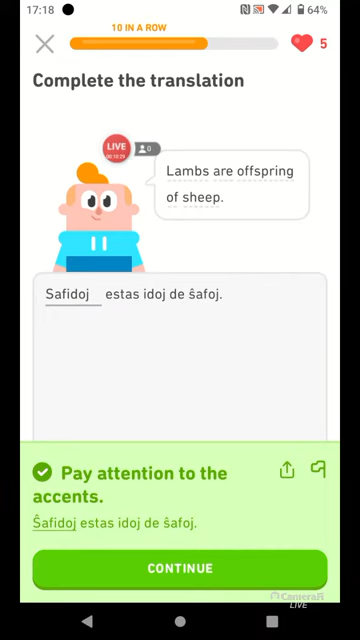 17:18
64%
10 IN A ROW
5
Complete the translation
LIVE
00:10:29
0
Lambs are offspring
of sheep.
Safidoj estas idoj de ŝafoj.
Pay attention to the
accents.
Ŝafidoj estas idoj de ŝafoj.
CONTINUE
CameraFi
LIVE